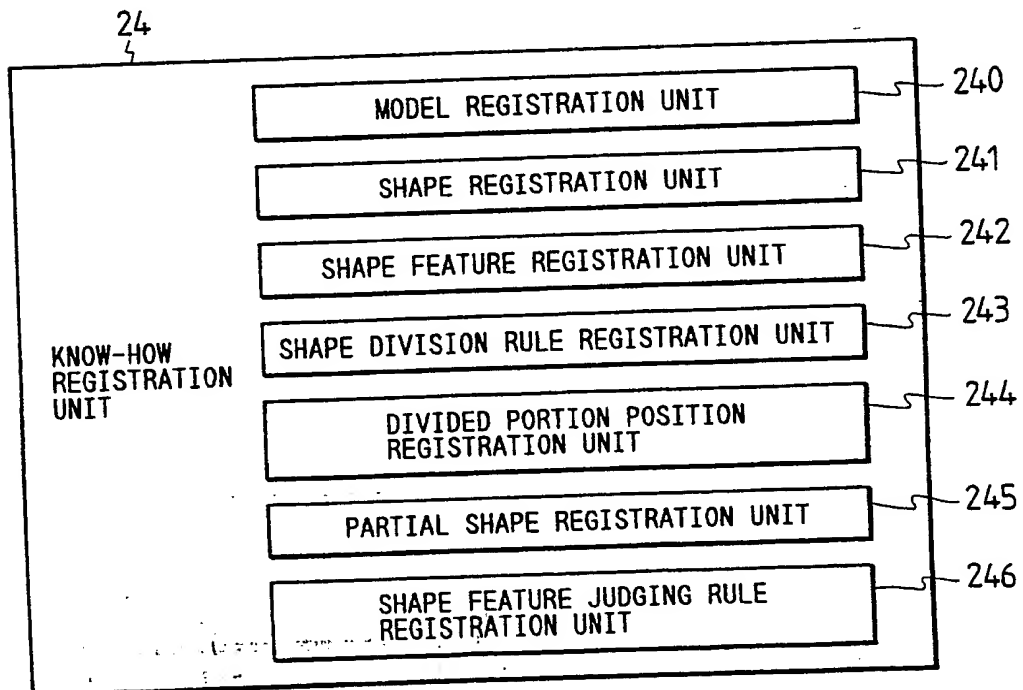 24
MODEL REGISTRATION UNIT
240
SHAPE REGISTRATION UNIT
241
SHAPE FEATURE REGISTRATION UNIT
242
SHAPE DIVISION RULE REGISTRATION UNIT
243
KNOW-HOW
REGISTRATION
UNIT
DIVIDED PORTION POSITION
REGISTRATION UNIT
244
PARTIAL SHAPE REGISTRATION UNIT
245
SHAPE FEATURE JUDGING RULE
REGISTRATION UNIT
246